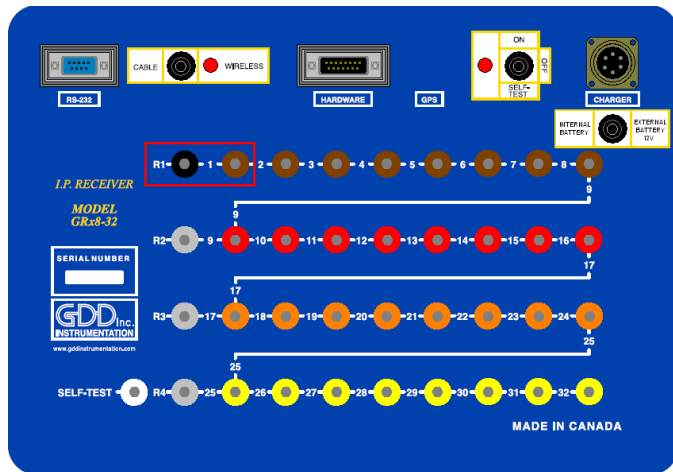 ON
OFF
CABLE
WIRELESS
SELF-
TEST
RS-232
HARDWARE
GPS
CHARGER
INTERNAL
BATTERY
EXTERNAL
BATTERY
12V
R1 1 2 3 4 5 6 7 8
I.P. RECEIVER
9
MODEL
GRx8-32
9
R2 9 10 11 12 13 14 15 16
SERIAL NUMBER
17
17
GDD Inc.
INSTRUMENTATION
R3 17 18 19 20 21 22 23 24
www.gddinstrumentation.com
25
25
SELF-TEST R4 25 26 27 28 29 30 31 32
MADE IN CANADA